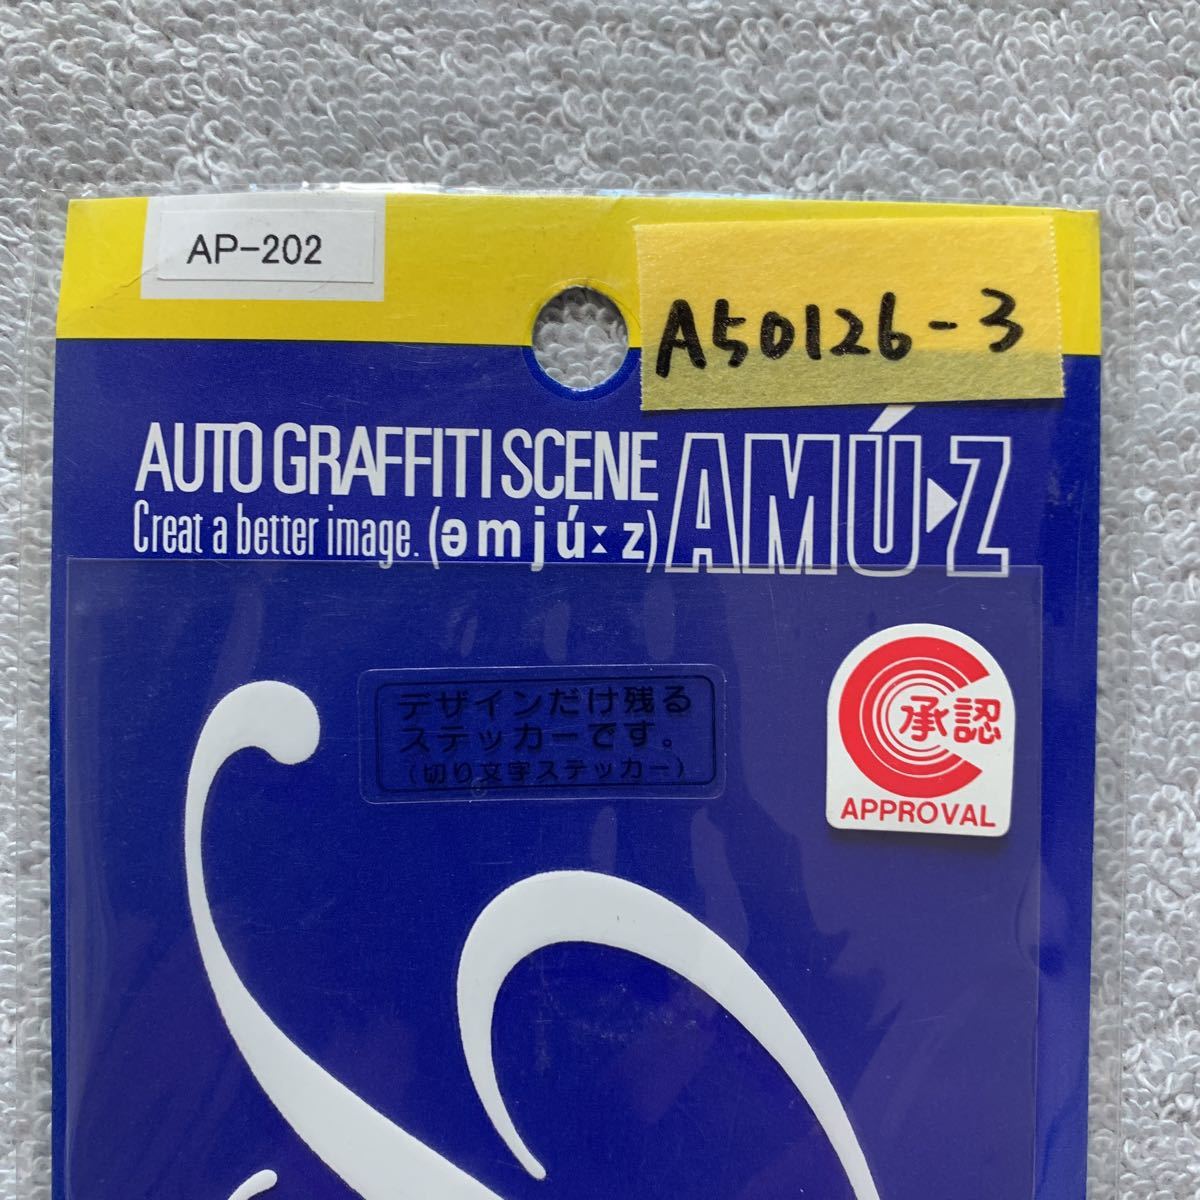 AP-202
A50126-3
AUTO GRAFFITI SCENE
Creat a better image. (əmjú:z)
AMÚ▶Z
デザインだけ残る
ステッカーです。
(切り文字ステッカー)
承認
APPROVAL